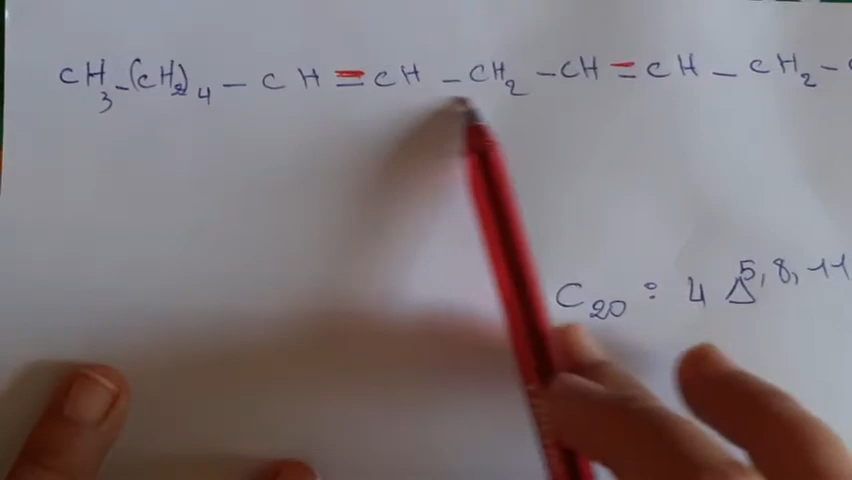 CH₃-(CH₂)₄ - CH = CH - CH₂ - CH = CH - CH₂ -
C₂₀ : 4 Δ⁵,⁸,¹¹